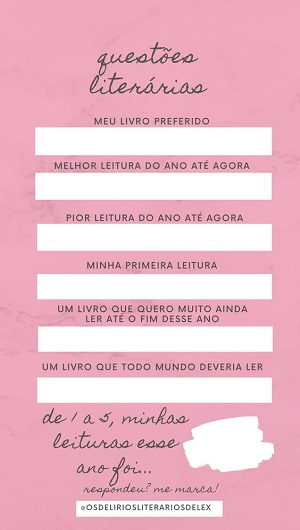 questões
literárias
MEU LIVRO PREFERIDO
MELHOR LEITURA DO ANO ATÉ AGORA
PIOR LEITURA DO ANO ATÉ AGORA
MINHA PRIMEIRA LEITURA
UM LIVRO QUE QUERO MUITO AINDA
LER ATÉ O FIM DESSE ANO
UM LIVRO QUE TODO MUNDO DEVERIA LER
de 1 a 5, minhas
leituras esse
ano foi...
respondeu? me marca!
@OSDELIRIOSLITERARIOSDELEX